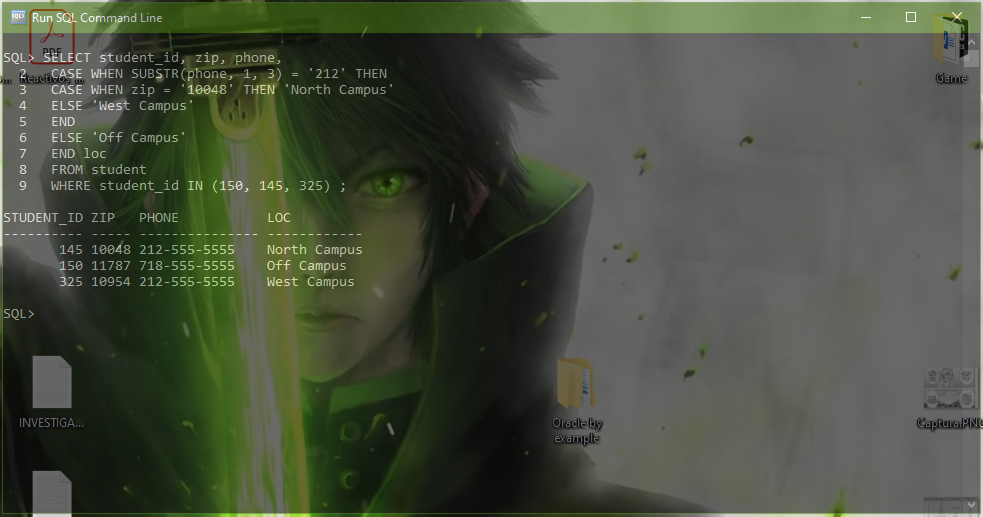 Run SQL Command Line
SQL> SELECT student_id, zip, phone,
2 CASE WHEN SUBSTR(phone, 1, 3) = '212' THEN
3 CASE WHEN zip = '10048' THEN 'North Campus'
4 ELSE 'West Campus'
5 END
6 ELSE 'Off Campus'
7 END loc
8 FROM student
9 WHERE student_id IN (150, 145, 325) ;
STUDENT_ID ZIP PHONE LOC
---------- ----- --------------- ------------
145 10048 212-555-5555 North Campus
150 11787 718-555-5555 Off Campus
325 10954 212-555-5555 West Campus
SQL>
PDF
Reactivos, ...
Game
INVESTIGA...
Oracle by
example
Captura.PNG